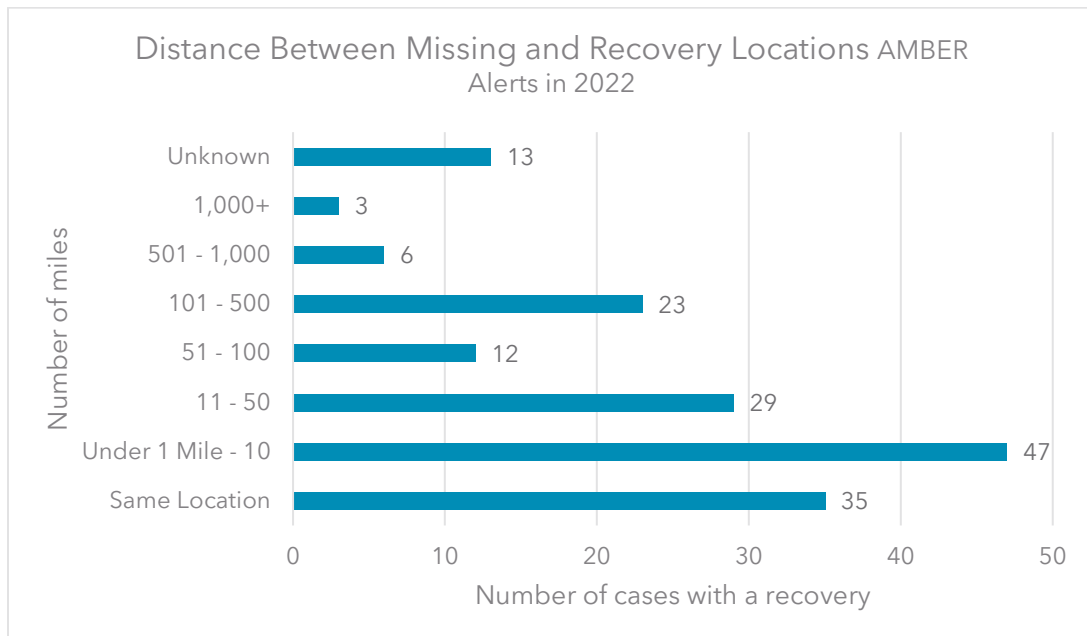 Distance Between Missing and Recovery Locations AMBER
Alerts in 2022
Number of miles
Unknown 13
1,000+ 3
501 - 1,000 6
101 - 500 23
51 - 100 12
11 - 50 29
Under 1 Mile - 10 47
Same Location 35
0 10 20 30 40 50
Number of cases with a recovery